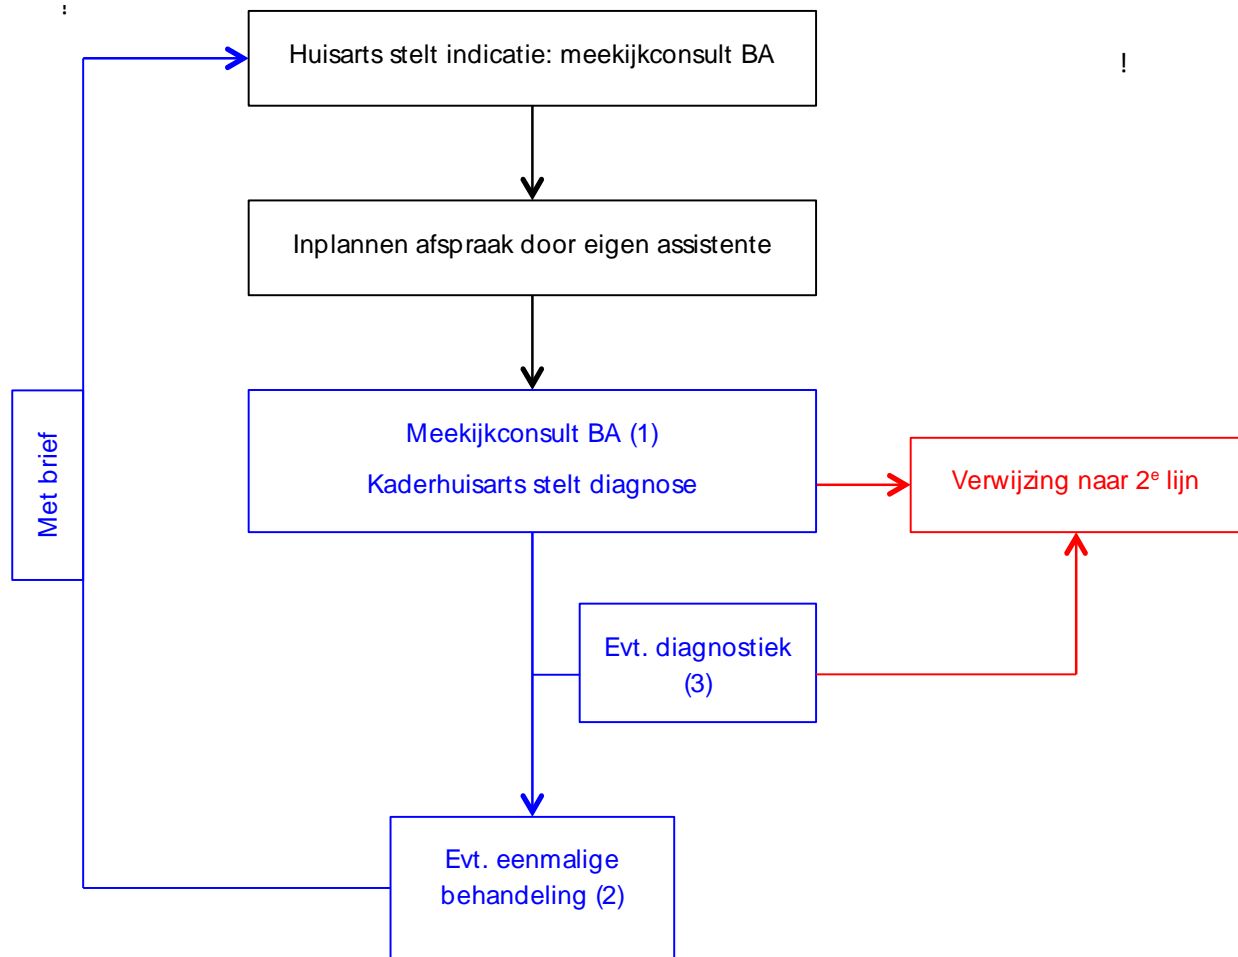 !
Huisarts stelt indicatie: meekijkconsult BA
!
Inplannen afspraak door eigen assistente
Meekijkconsult BA (1)
Kaderhuisarts stelt diagnose
Verwijzing naar 2ᵉ lijn
Met brief
Evt. diagnostiek
(3)
Evt. eenmalige
behandeling (2)